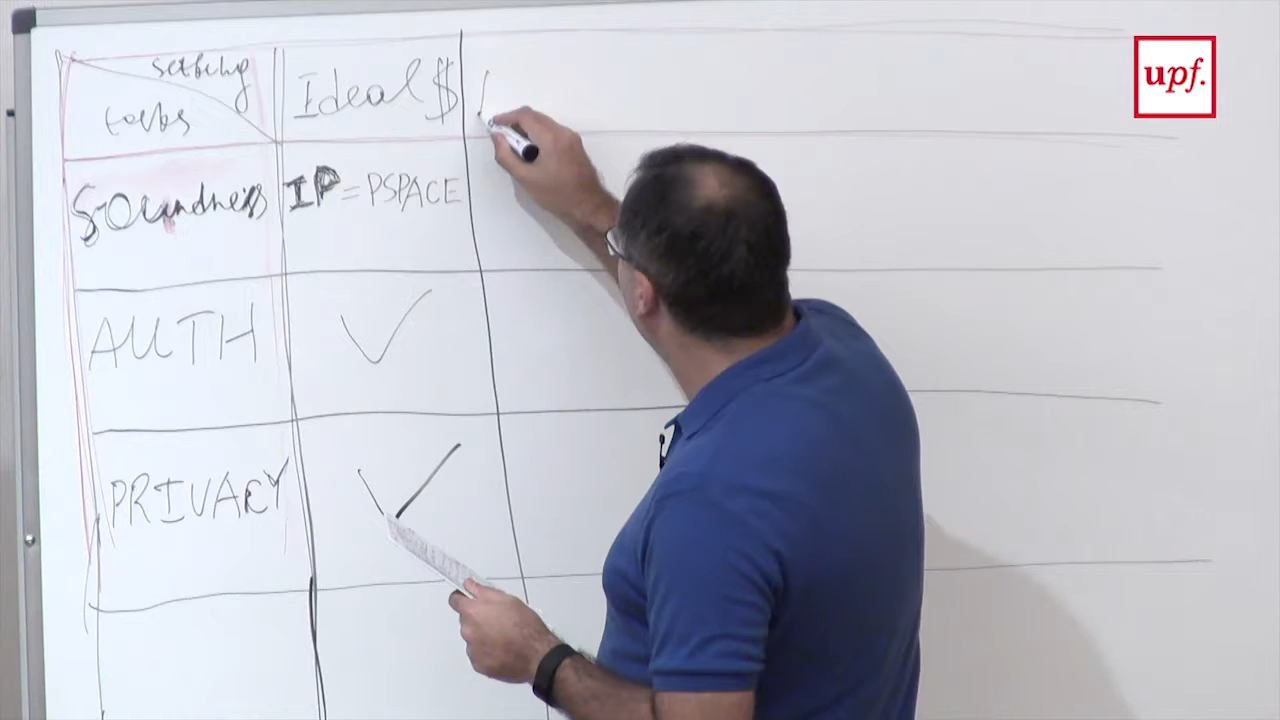 setting
tasks
Ideal $
Soundness
IP = PSPACE
AUTH
PRIVACY
upf.